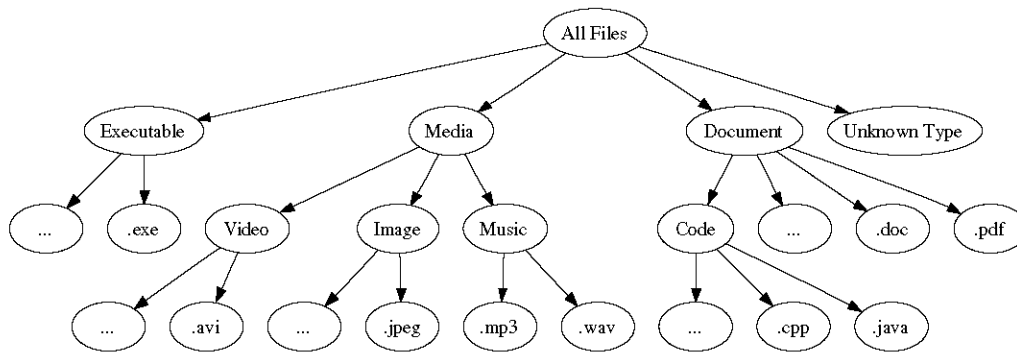 All Files
Executable
Media
Document
Unknown Type
...
.exe
Video
Image
Music
Code
...
.doc
.pdf
...
.avi
...
.jpeg
.mp3
.wav
...
.cpp
.java